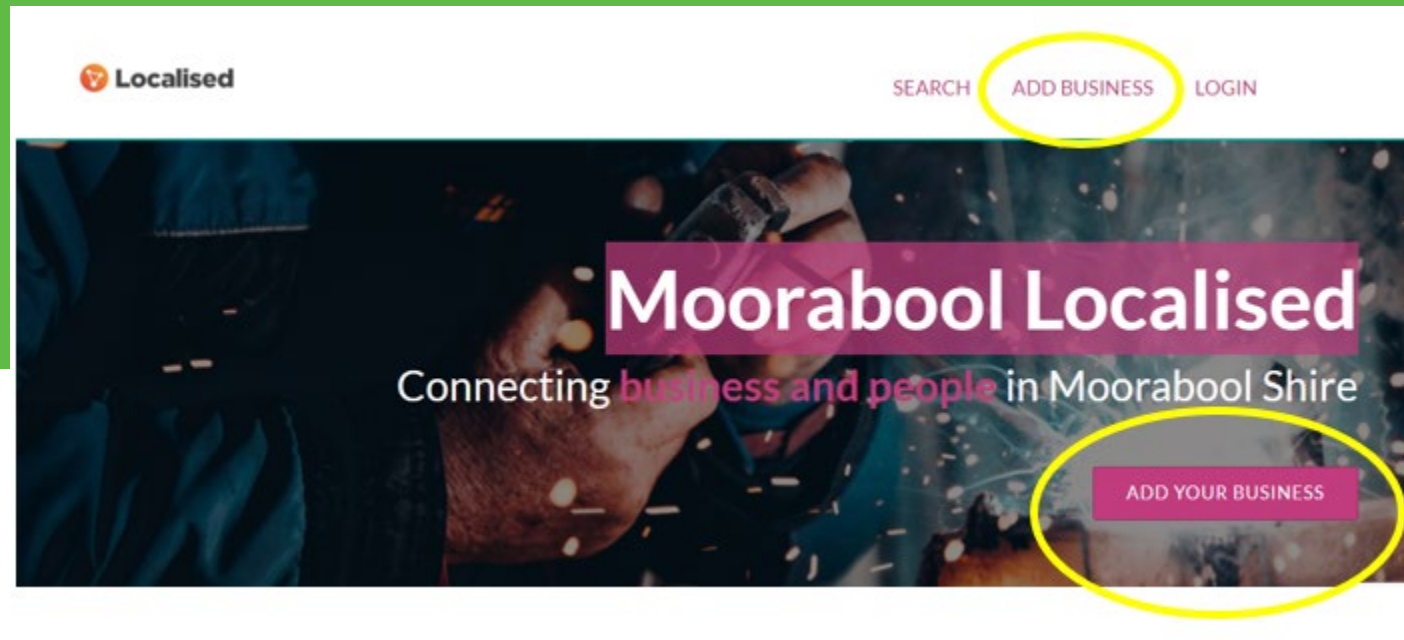 Localised
SEARCH ADD BUSINESS LOGIN
Moorabool Localised
Connecting business and people in Moorabool Shire
ADD YOUR BUSINESS